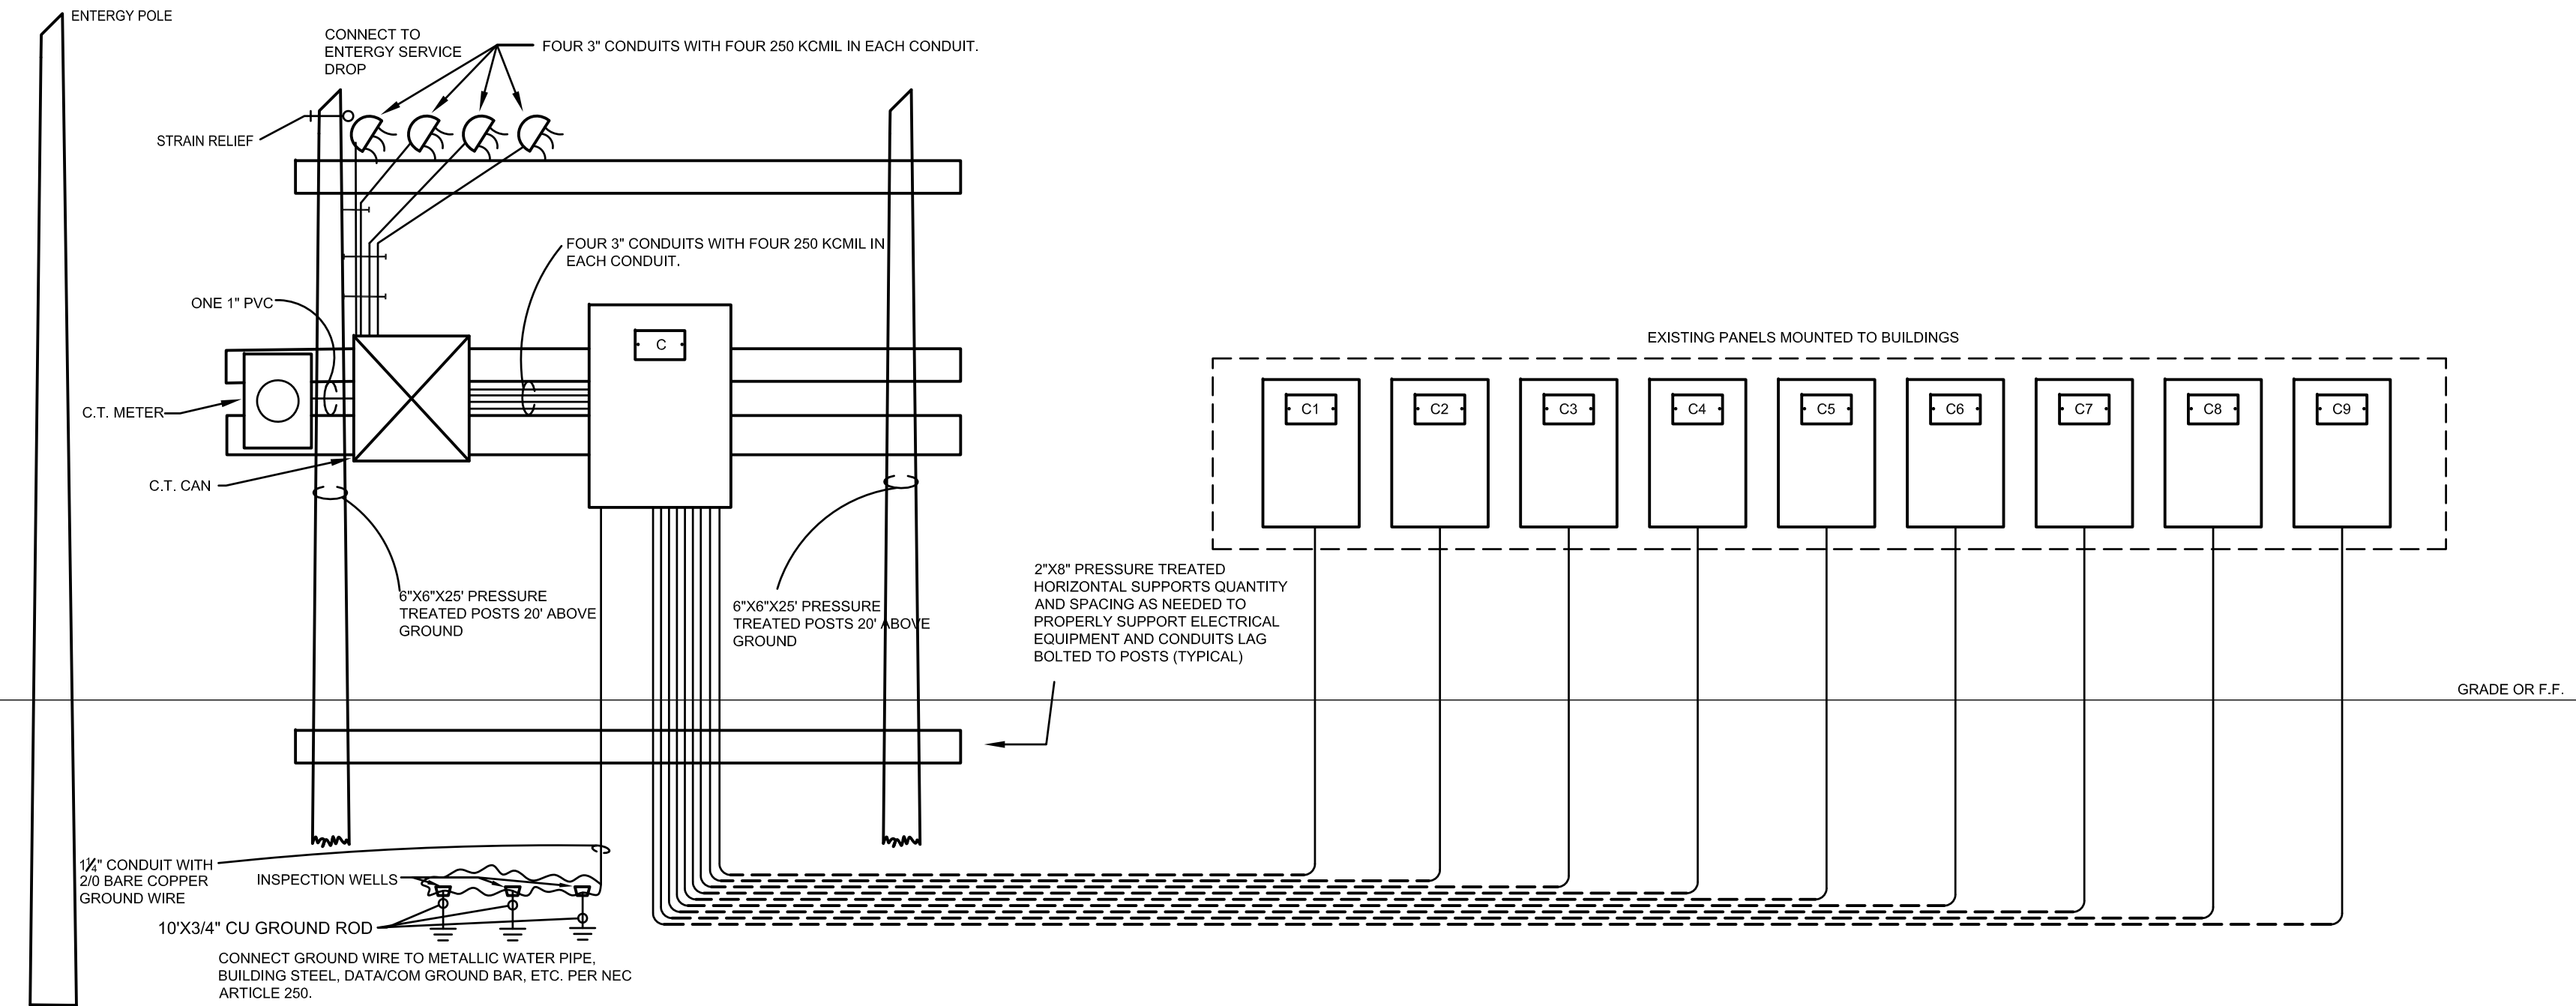 ENTERGY POLE
CONNECT TO
ENTERGY SERVICE
DROP
FOUR 3" CONDUITS WITH FOUR 250 KCMIL IN EACH CONDUIT.
STRAIN RELIEF
FOUR 3" CONDUITS WITH FOUR 250 KCMIL IN
EACH CONDUIT.
ONE 1" PVC
C
C.T. METER
C.T. CAN
EXISTING PANELS MOUNTED TO BUILDINGS
C1
C2
C3
C4
C5
C6
C7
C8
C9
6"X6"X25' PRESSURE
TREATED POSTS 20' ABOVE
GROUND
6"X6"X25' PRESSURE
TREATED POSTS 20' ABOVE
GROUND
2"X8" PRESSURE TREATED
HORIZONTAL SUPPORTS QUANTITY
AND SPACING AS NEEDED TO
PROPERLY SUPPORT ELECTRICAL
EQUIPMENT AND CONDUITS LAG
BOLTED TO POSTS (TYPICAL)
GRADE OR F.F.
1¼" CONDUIT WITH
2/0 BARE COPPER
GROUND WIRE
INSPECTION WELLS
10'X3/4" CU GROUND ROD
CONNECT GROUND WIRE TO METALLIC WATER PIPE,
BUILDING STEEL, DATA/COM GROUND BAR, ETC. PER NEC
ARTICLE 250.